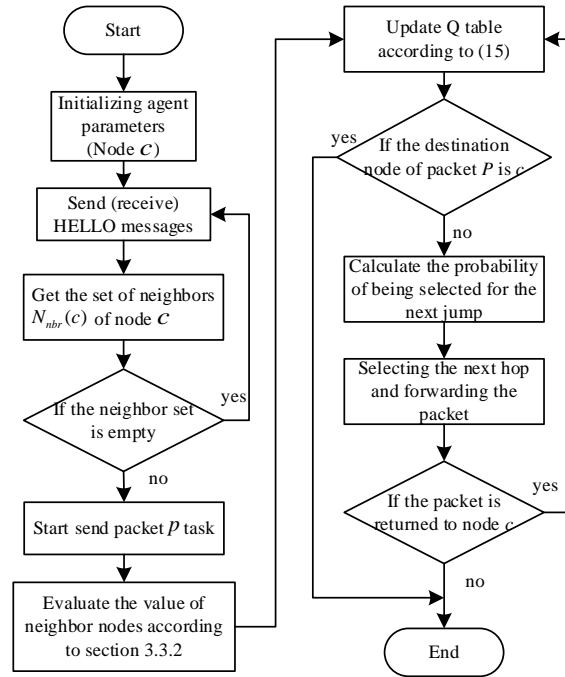 Start
Initializing agent
parameters
(Node c)
Send (receive)
HELLO messages
Get the set of neighbors
N_{nbr}(c) of node c
If the neighbor set
is empty
yes
no
Start send packet p task
Evaluate the value of
neighbor nodes according
to section 3.3.2
Update Q table
according to (15)
yes
If the destination
node of packet P is c
no
Calculate the probability
of being selected for the
next jump
Selecting the next hop
and forwarding the
packet
If the packet is
returned to node c
yes
no
End